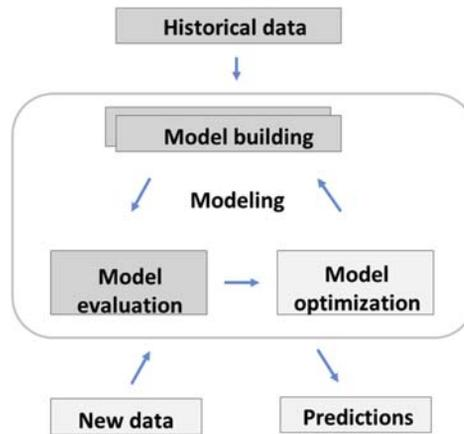 Historical data
Model building
Modeling
Model
evaluation
Model
optimization
New data
Predictions